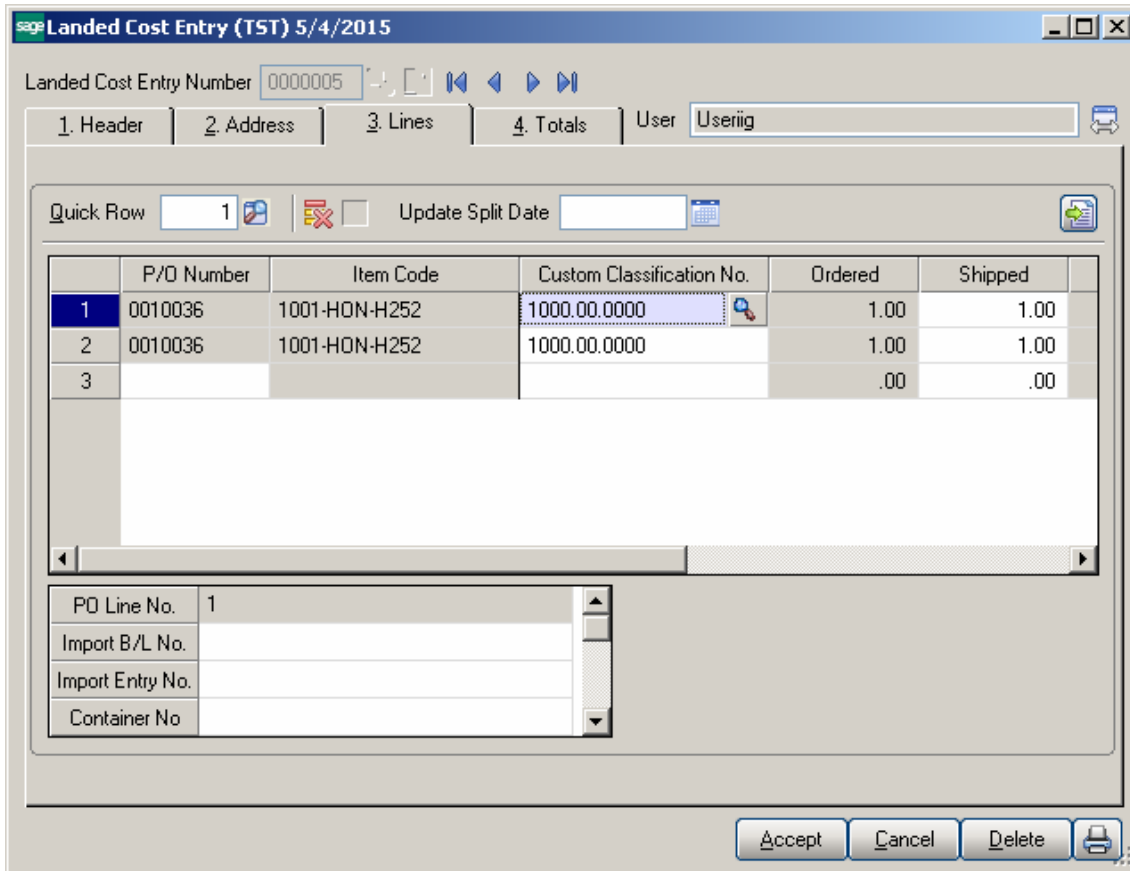 sage Landed Cost Entry (TST) 5/4/2015
Landed Cost Entry Number 0000005
1. Header 2. Address 3. Lines 4. Totals User Useriig
Quick Row 1 Update Split Date
P/O Number Item Code Custom Classification No. Ordered Shipped
1 0010036 1001-HON-H252 1000.00.0000 1.00 1.00
2 0010036 1001-HON-H252 1000.00.0000 1.00 1.00
3 .00 .00
PO Line No. 1
Import B/L No.
Import Entry No.
Container No
Accept Cancel Delete